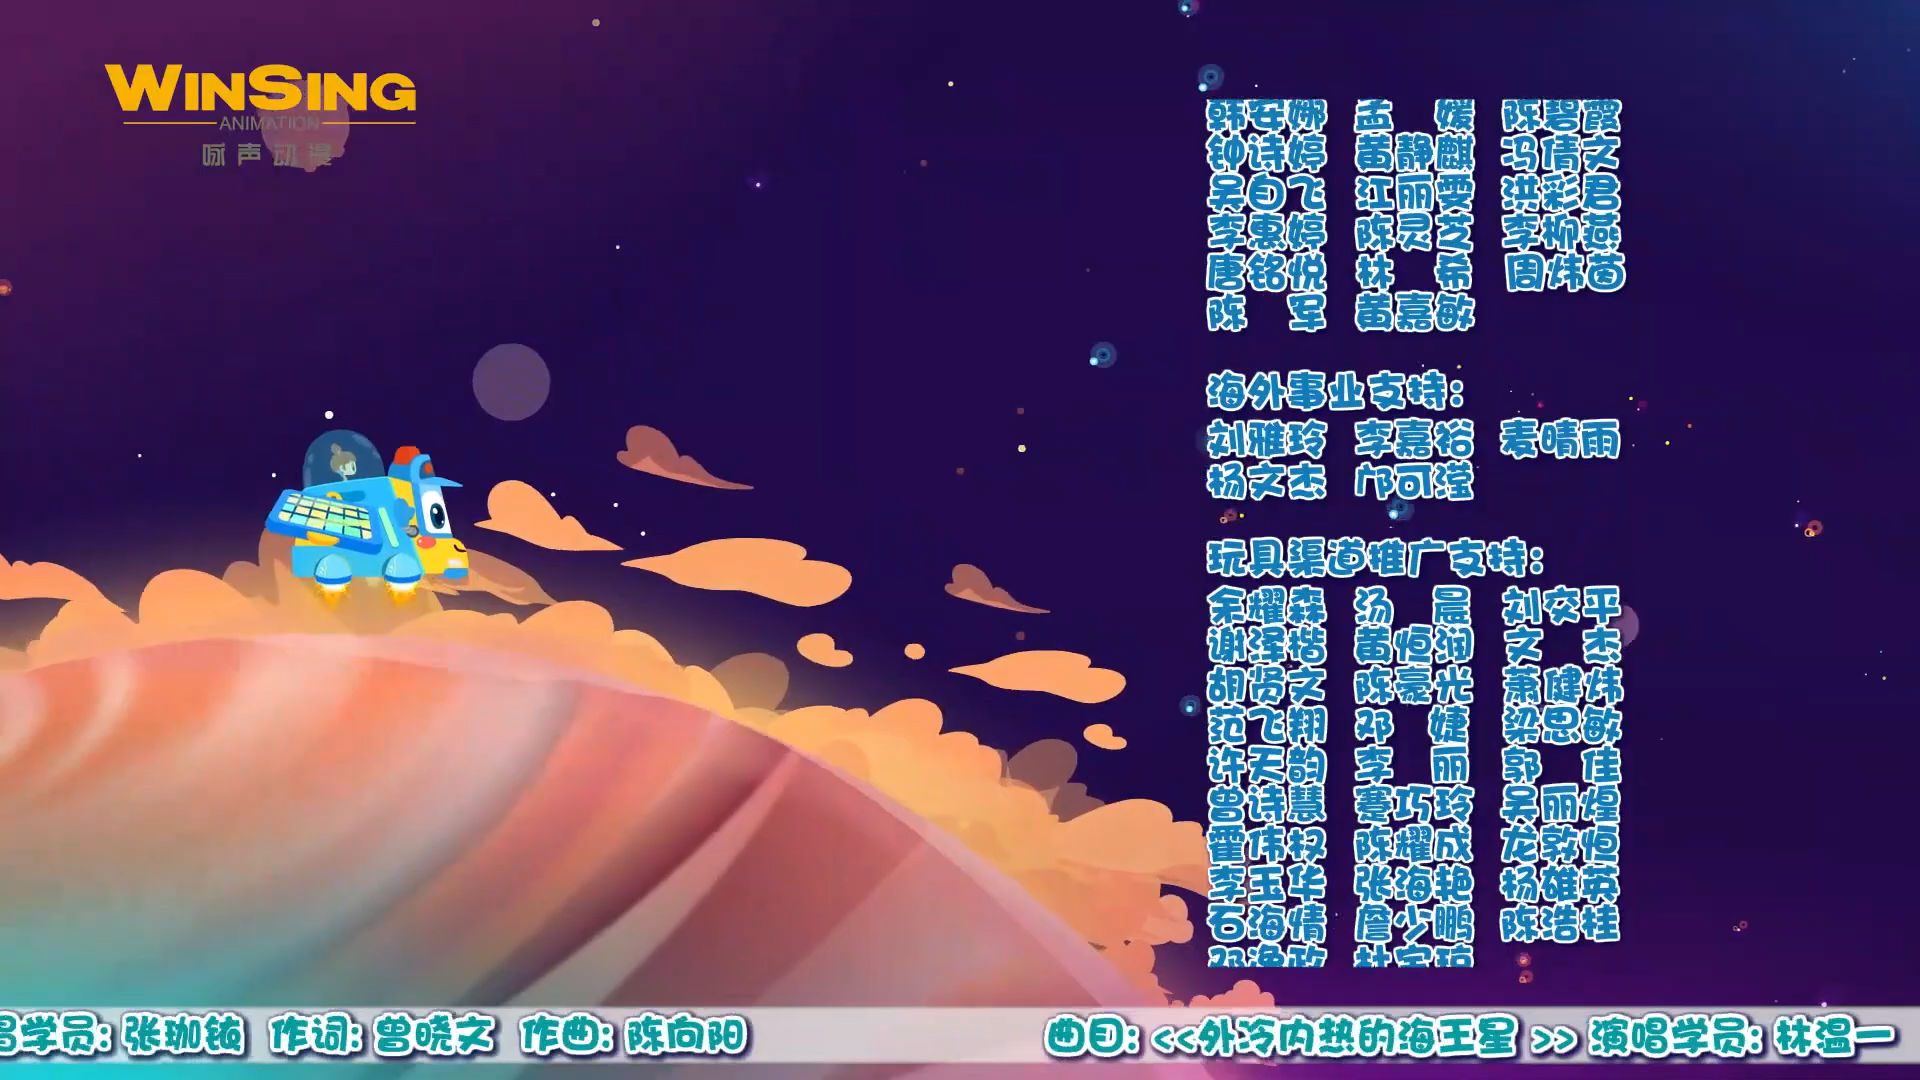 WINSING
ANIMATION
咏声动漫
韩安娜 孟 媛 陈碧霞
钟诗婷 黄静麒 冯倩文
吴自飞 江丽雯 洪彩君
李惠婷 陈灵芝 李柳燕
唐铭悦 林 希 周炜茵
陈 军 黄嘉敏
海外事业支持:
刘雅玲 李嘉裕 麦晴雨
杨文杰 邝可滢
玩具渠道推广支持:
余耀森 汤 晨 刘交平
谢泽楷 黄恒润 文 杰
胡贤文 陈豪光 萧健炜
范飞翔 邓 婕 梁思敏
许天韵 李 丽 郭 佳
曾诗慧 蹇巧玲 吴丽煌
霍伟权 陈耀成 龙敦恒
李玉华 张海艳 杨雄英
石海情 詹少鹏 陈浩桂
唱学员: 张珈镇 作词: 曾晓文 作曲: 陈向阳 曲目: <<外冷内热的海王星 >> 演唱学员: 林温一